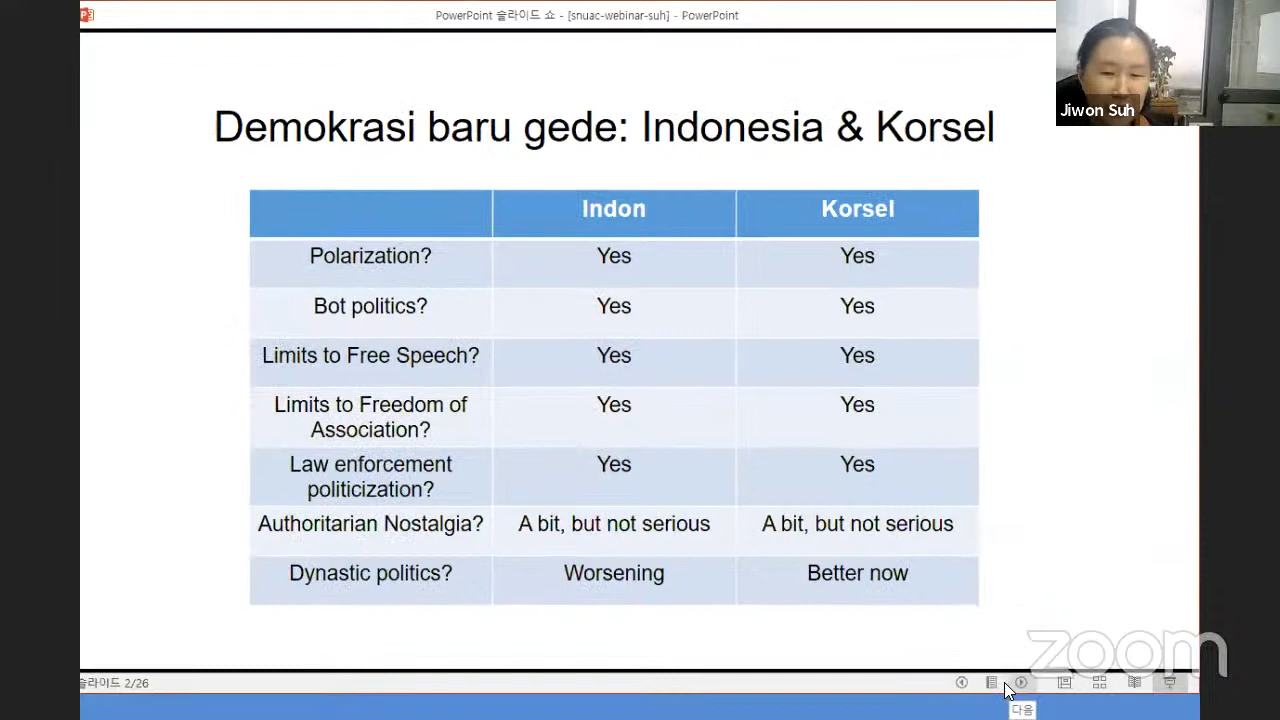 PowerPoint 슬라이드 쇼 - [snuac-webinar-suh] - PowerPoint
Jiwon Suh
Demokrasi baru gede: Indonesia & Korsel
Indon Korsel
Polarization? Yes Yes
Bot politics? Yes Yes
Limits to Free Speech? Yes Yes
Limits to Freedom of
Association? Yes Yes
Law enforcement
politicization? Yes Yes
Authoritarian Nostalgia? A bit, but not serious A bit, but not serious
Dynastic politics? Worsening Better now
zoom
슬라이드 2/26
다음